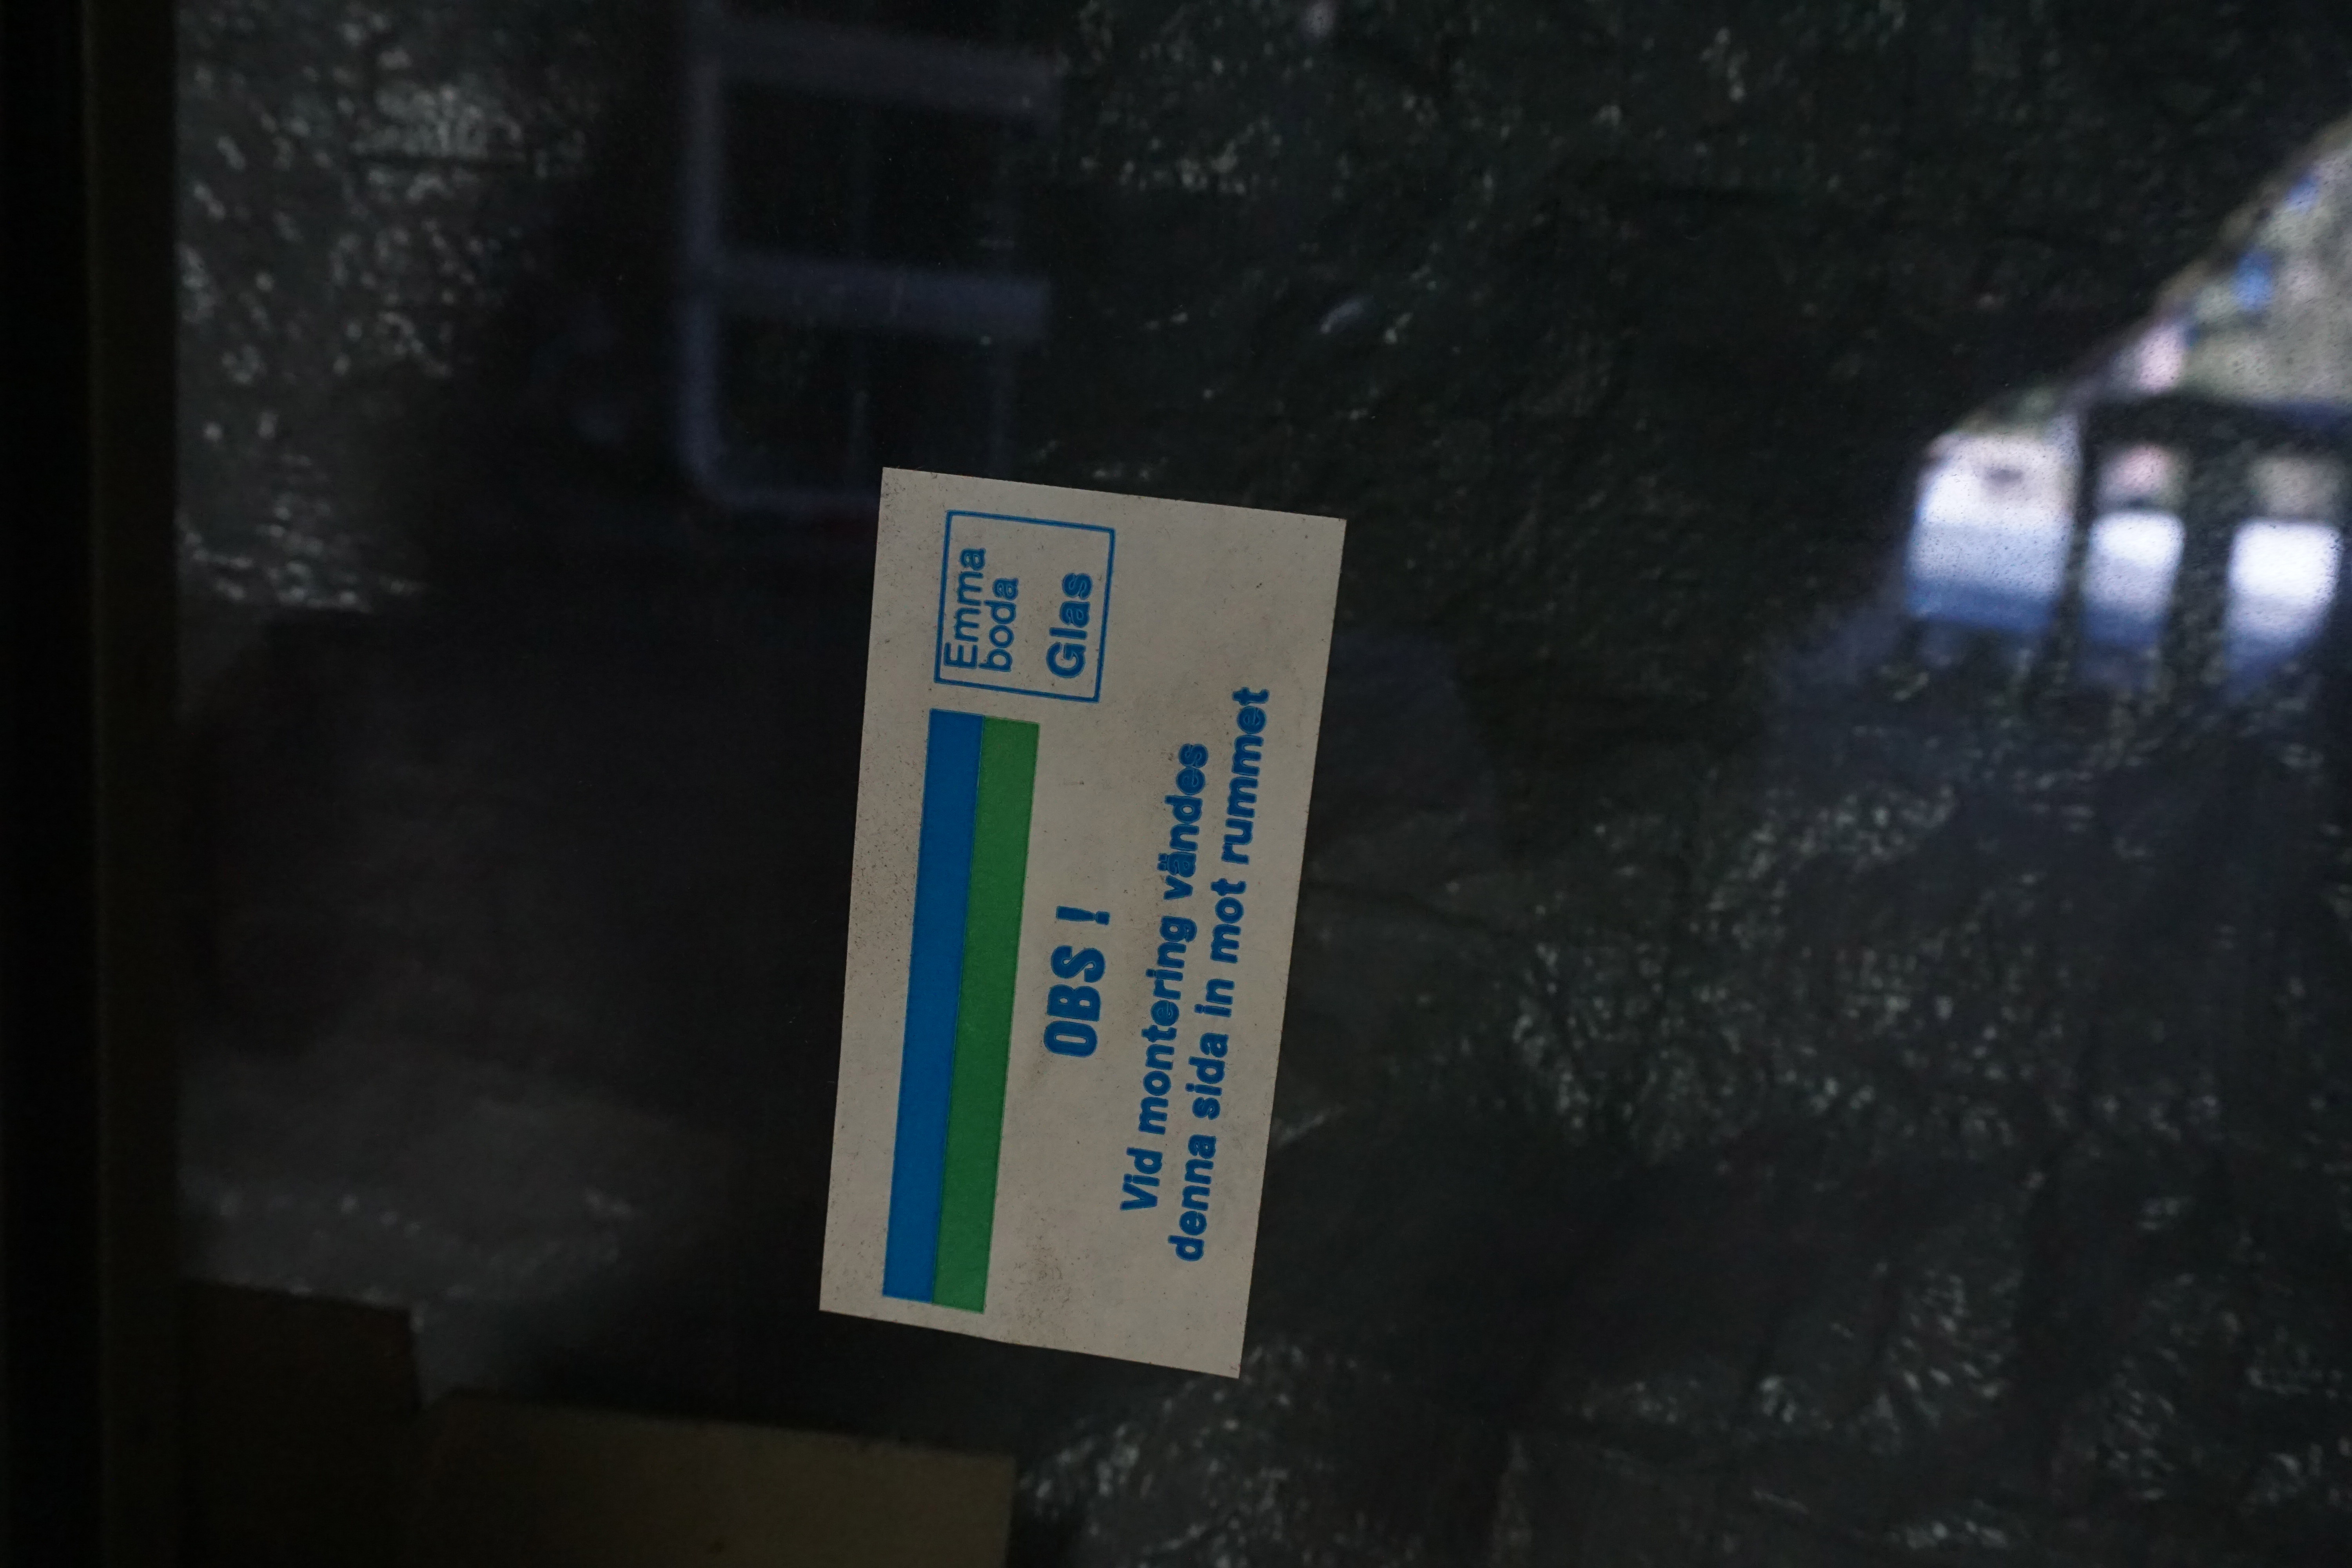 Emma
boda
Glas
OBS !
Vid montering vändes
denna sida in mot rummet